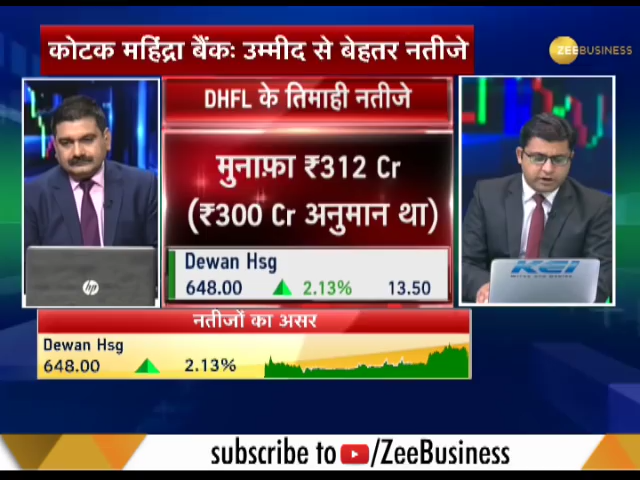 कोटक महिंद्रा बैंकः उम्मीद से बेहतर नतीजे
ZEEBUSINESS
DHFL के तिमाही नतीजे
मुनाफ़ा ₹312 Cr
(₹300 Cr अनुमान था)
Dewan Hsg
648.00 2.13% 13.50
hp
KEI
नतीजों का असर
Dewan Hsg
648.00 2.13%
subscribe to /ZeeBusiness